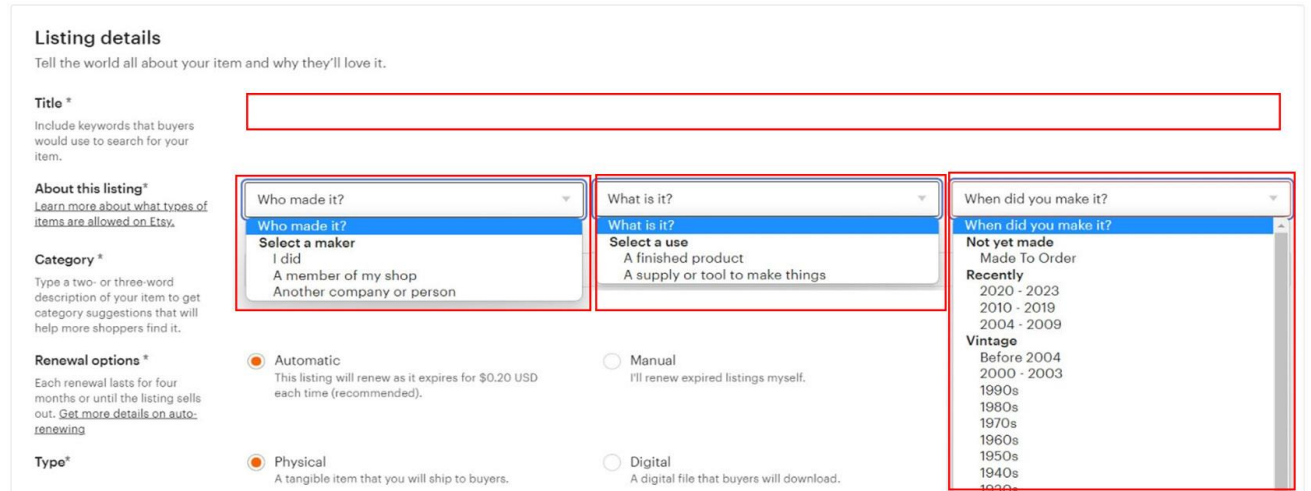 Listing details
Tell the world all about your item and why they'll love it.
Title *
Include keywords that buyers
would use to search for your
item.
About this listing*
Learn more about what types of
items are allowed on Etsy.
Who made it?
Who made it?
Select a maker
I did
A member of my shop
Another company or person
What is it?
What is it?
Select a use
A finished product
A supply or tool to make things
When did you make it?
When did you make it?
Not yet made
Made To Order
Recently
2020 - 2023
2010 - 2019
2004 - 2009
Vintage
Before 2004
2000 - 2003
1990s
1980s
1970s
1960s
1950s
1940s
Category *
Type a two- or three-word
description of your item to get
category suggestions that will
help more shoppers find it.
Renewal options *
Each renewal lasts for four
months or until the listing sells
out. Get more details on auto-
renewing
Automatic
This listing will renew as it expires for $0.20 USD
each time (recommended).
Manual
I'll renew expired listings myself.
Type*
Physical
A tangible item that you will ship to buyers.
Digital
A digital file that buyers will download.